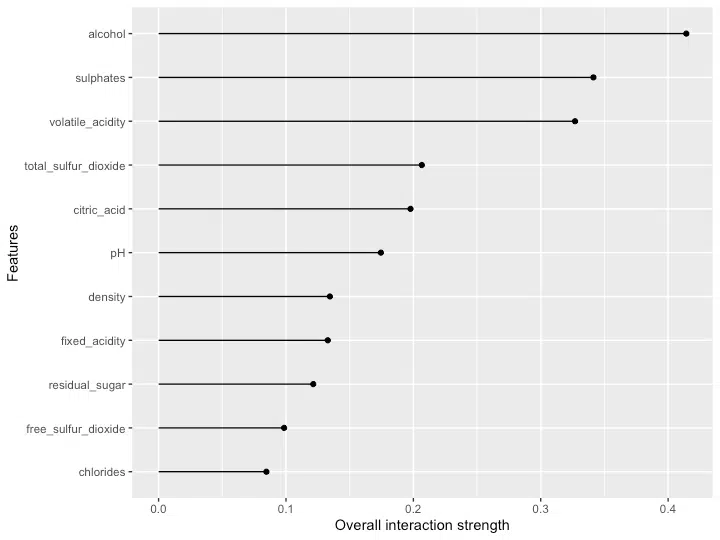 alcohol
sulphates
volatile_acidity
total_sulfur_dioxide
citric_acid
pH
density
fixed_acidity
residual_sugar
free_sulfur_dioxide
chlorides
Features
0.0 0.1 0.2 0.3 0.4
Overall interaction strength